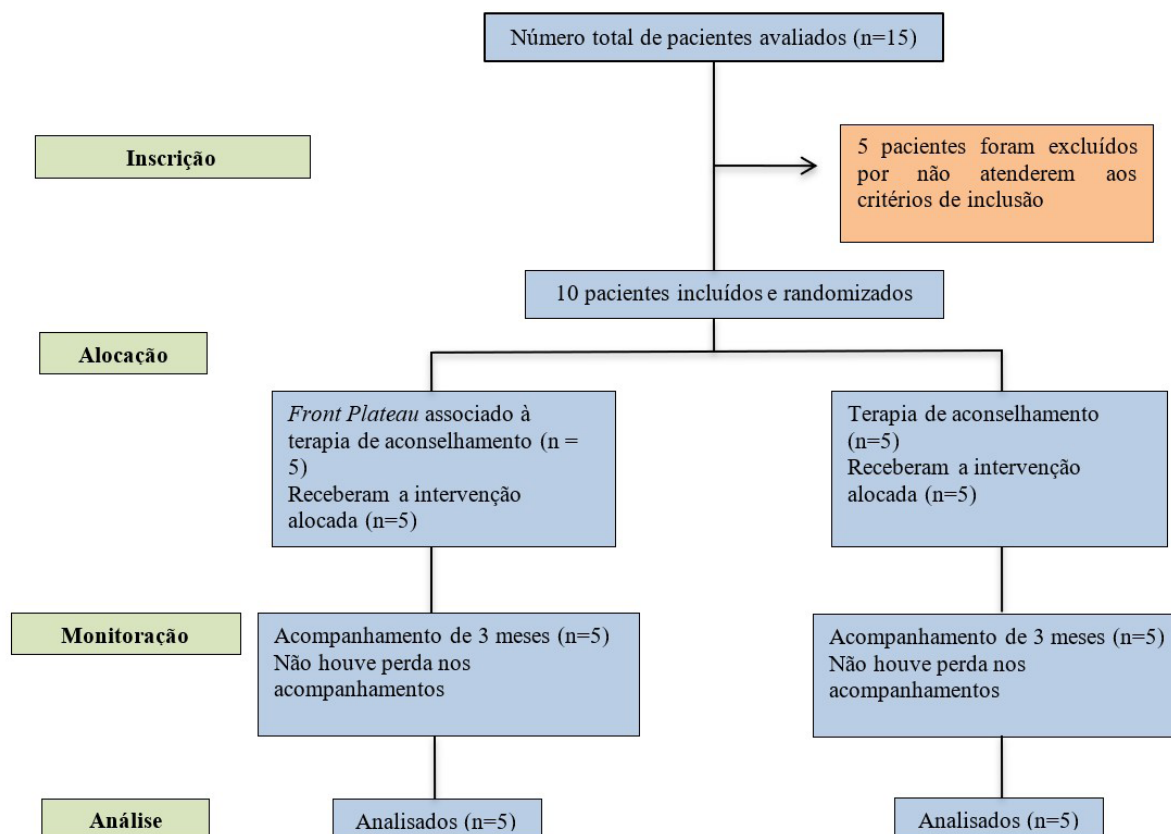 Número total de pacientes avaliados (n=15)
Inscrição
5 pacientes foram excluídos
por não atenderem aos
critérios de inclusão
10 pacientes incluídos e randomizados
Alocação
Front Plateau associado à
terapia de aconselhamento (n =
5)
Receberam a intervenção
alocada (n=5)
Terapia de aconselhamento
(n=5)
Receberam a intervenção
alocada (n=5)
Monitoração
Acompanhamento de 3 meses (n=5)
Não houve perda nos
acompanhamentos
Acompanhamento de 3 meses (n=5)
Não houve perda nos
acompanhamentos
Análise
Analisados (n=5)
Analisados (n=5)